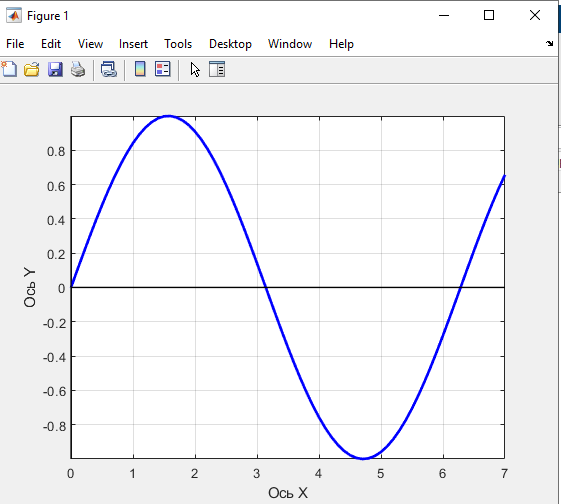 Figure 1
File Edit View Insert Tools Desktop Window Help
0.8
0.6
0.4
0.2
0
-0.2
-0.4
-0.6
-0.8
Ось Y
0 1 2 3 4 5 6 7
Ось X